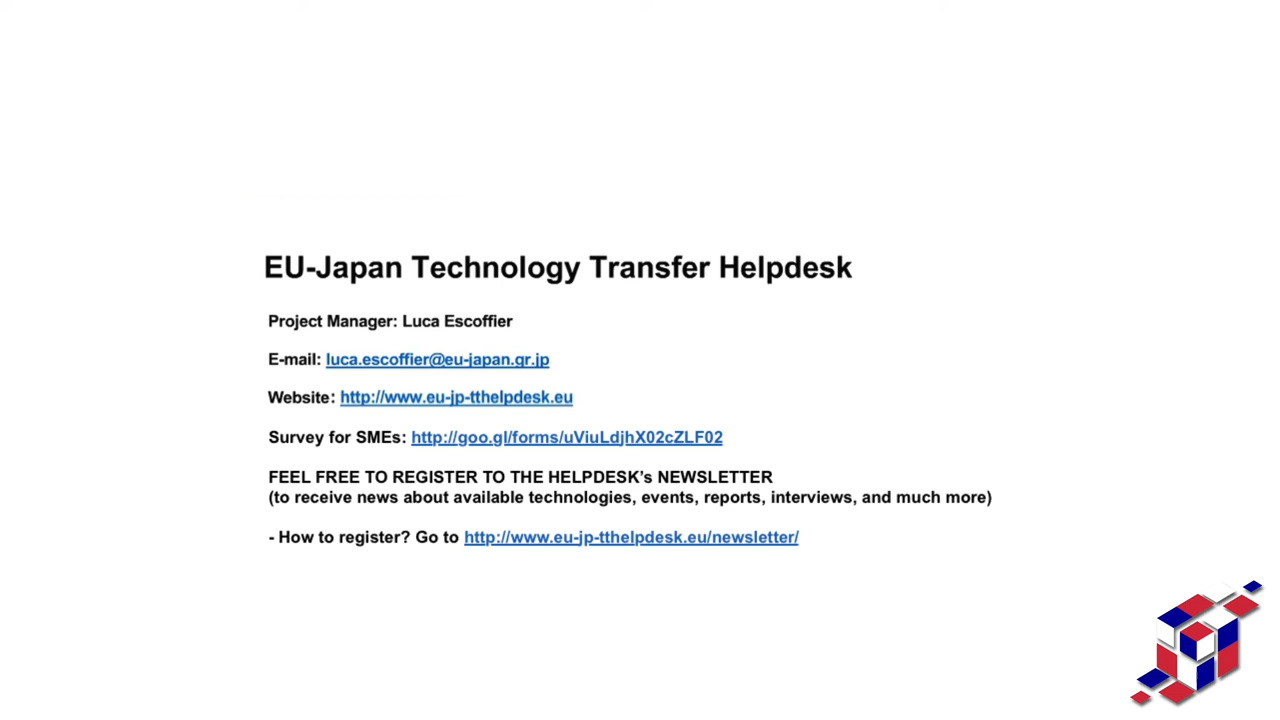 EU-Japan Technology Transfer Helpdesk
Project Manager: Luca Escoffier
E-mail: luca.escoffier@eu-japan.gr.jp
Website: http://www.eu-jp-tthelpdesk.eu
Survey for SMEs: http://goo.gl/forms/uViuLdjhX02cZLF02
FEEL FREE TO REGISTER TO THE HELPDESK's NEWSLETTER
(to receive news about available technologies, events, reports, interviews, and much more)
- How to register? Go to http://www.eu-jp-tthelpdesk.eu/newsletter/